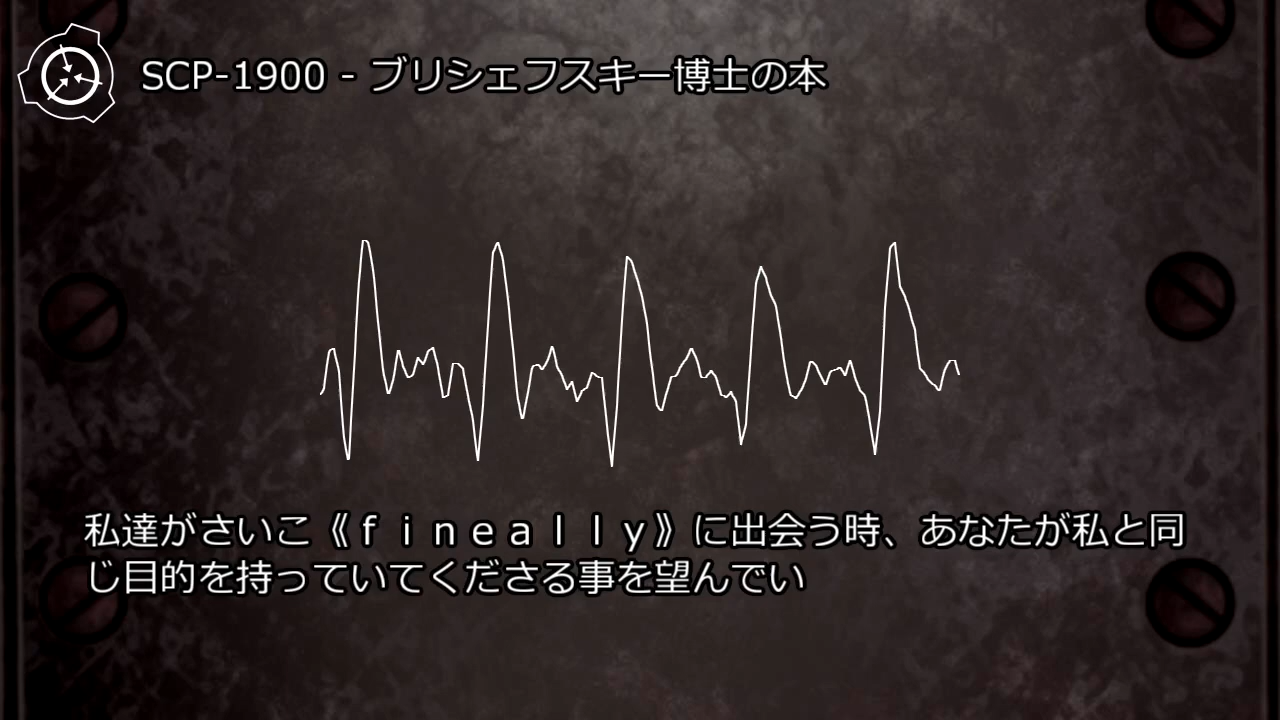 SCP-1900 - ブリシェフスキー博士の本
私達がさいこ《ｆｉｎｅａｌｌｙ》に出会う時、あなたが私と同
じ目的を持っていてくださる事を望んでい